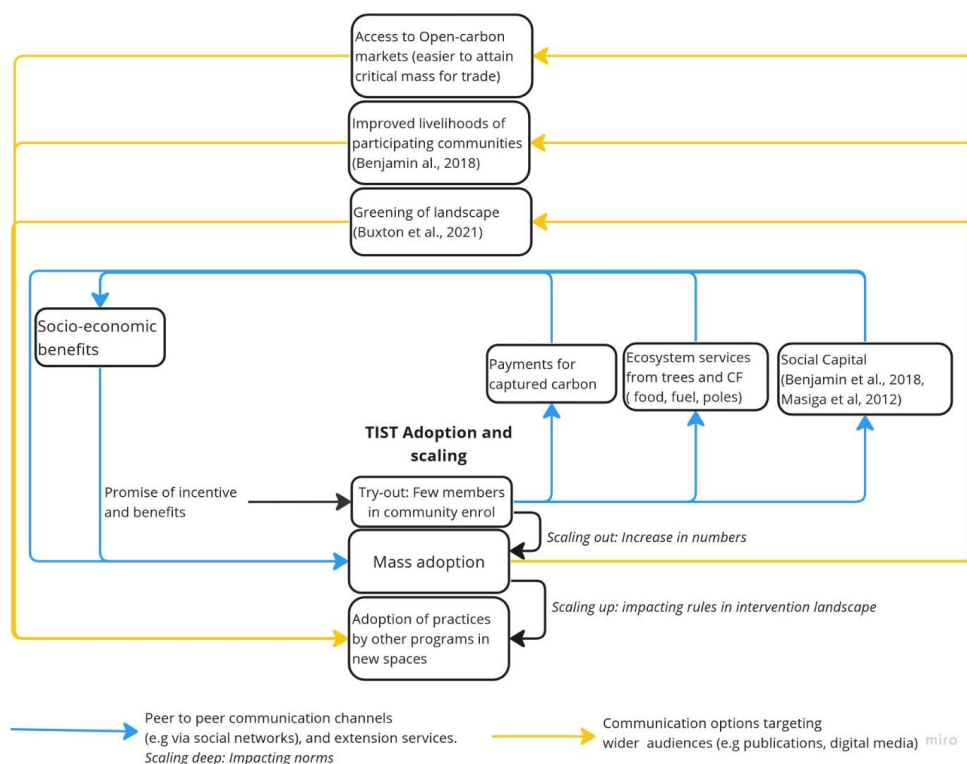 Access to Open-carbon
markets (easier to attain
critical mass for trade)
Improved livelihoods of
participating communities
(Benjamin al., 2018)
Greening of landscape
(Buxton et al., 2021)
Socio-economic
benefits
Payments for
captured carbon
Ecosystem services
from trees and CF
( food, fuel, poles)
Social Capital
(Benjamin et al., 2018,
Masiga et al, 2012)
TIST Adoption and
scaling
Promise of incentive
and benefits
Try-out: Few members
in community enrol
Scaling out: Increase in numbers
Mass adoption
Scaling up: impacting rules in intervention landscape
Adoption of practices
by other programs in
new spaces
Peer to peer communication channels
(e.g via social networks), and extension services.
Scaling deep: Impacting norms
Communication options targeting
wider audiences (e.g publications, digital media)
miro